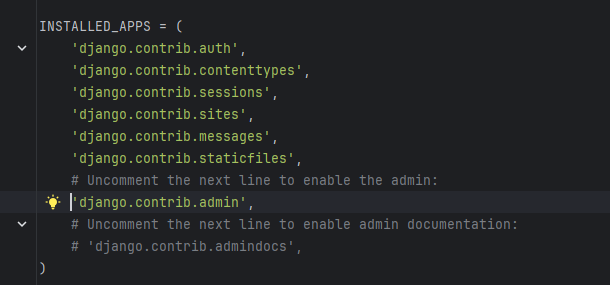 INSTALLED_APPS = (
    'django.contrib.auth',
    'django.contrib.contenttypes',
    'django.contrib.sessions',
    'django.contrib.sites',
    'django.contrib.messages',
    'django.contrib.staticfiles',
    # Uncomment the next line to enable the admin:
    'django.contrib.admin',
    # Uncomment the next line to enable admin documentation:
    # 'django.contrib.admindocs',
)